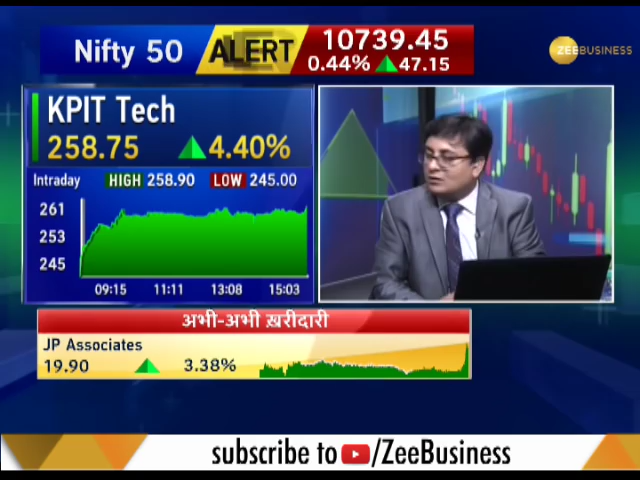 Nifty 50
ALERT
10739.45
0.44% 47.15
ZEEBUSINESS
KPIT Tech
258.75 4.40%
Intraday HIGH 258.90 LOW 245.00
261
253
245
09:15 11:11 13:08 15:03
अभी-अभी ख़रीदारी
JP Associates
19.90 3.38%
subscribe to /ZeeBusiness